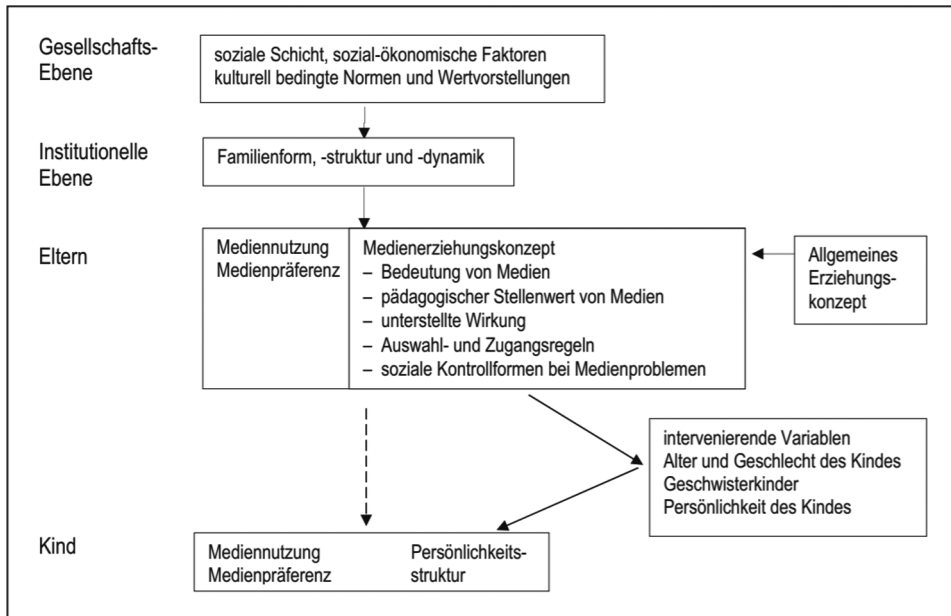 Gesellschafts-
Ebene
soziale Schicht, sozial-ökonomische Faktoren
kulturell bedingte Normen und Wertvorstellungen
Institutionelle
Ebene
Familienform, -struktur und -dynamik
Eltern
Mediennutzung
Medienpräferenz
Medienerziehungskonzept
– Bedeutung von Medien
– pädagogischer Stellenwert von Medien
– unterstellte Wirkung
– Auswahl- und Zugangsregeln
– soziale Kontrollformen bei Medienproblemen
Allgemeines
Erziehungs-
konzept
intervenierende Variablen
Alter und Geschlecht des Kindes
Geschwisterkinder
Persönlichkeit des Kindes
Kind
Mediennutzung
Medienpräferenz
Persönlichkeits-
struktur